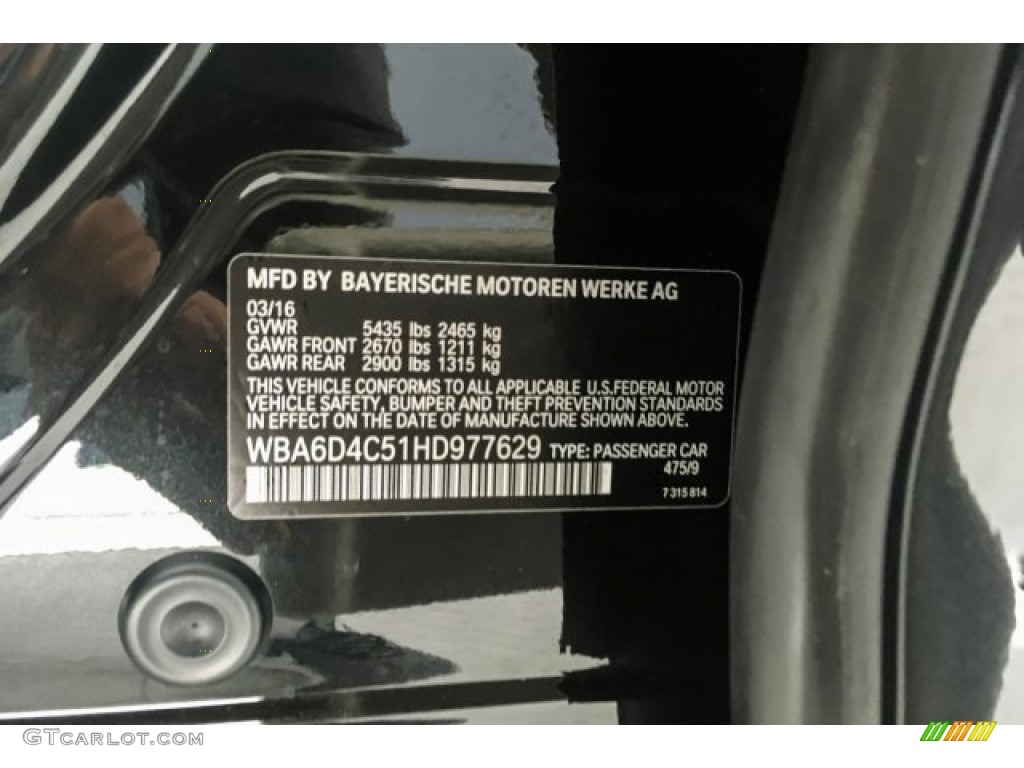 MFD BY BAYERISCHE MOTOREN WERKE AG
03/16
GVWR 5435 lbs 2465 kg
GAWR FRONT 2670 lbs 1211 kg
GAWR REAR 2900 lbs 1315 kg
THIS VEHICLE CONFORMS TO ALL APPLICABLE U.S.FEDERAL MOTOR
VEHICLE SAFETY, BUMPER AND THEFT PREVENTION STANDARDS
IN EFFECT ON THE DATE OF MANUFACTURE SHOWN ABOVE.
WBA6D4C51HD977629 TYPE: PASSENGER CAR
475/9
7 315 814
GTcarlot.com